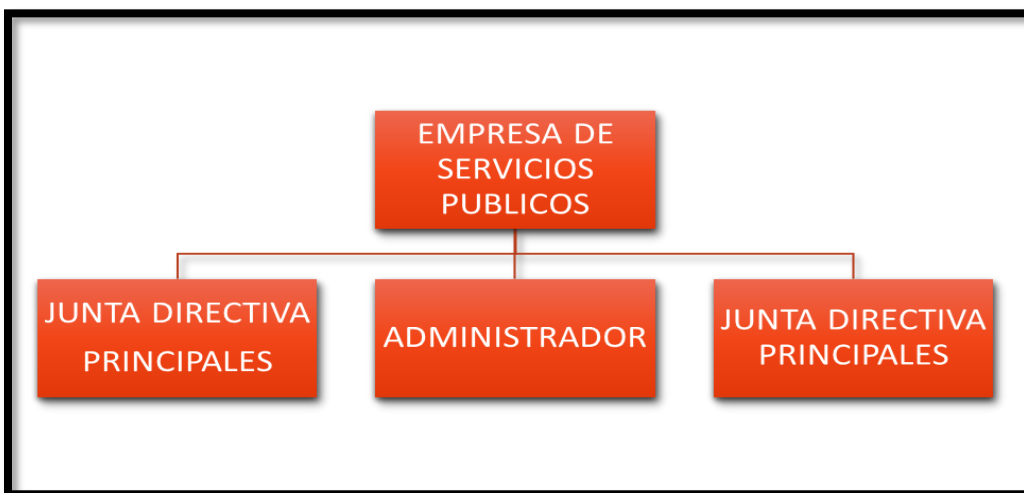 EMPRESA DE
SERVICIOS
PUBLICOS
JUNTA DIRECTIVA
PRINCIPALES
ADMINISTRADOR
JUNTA DIRECTIVA
PRINCIPALES